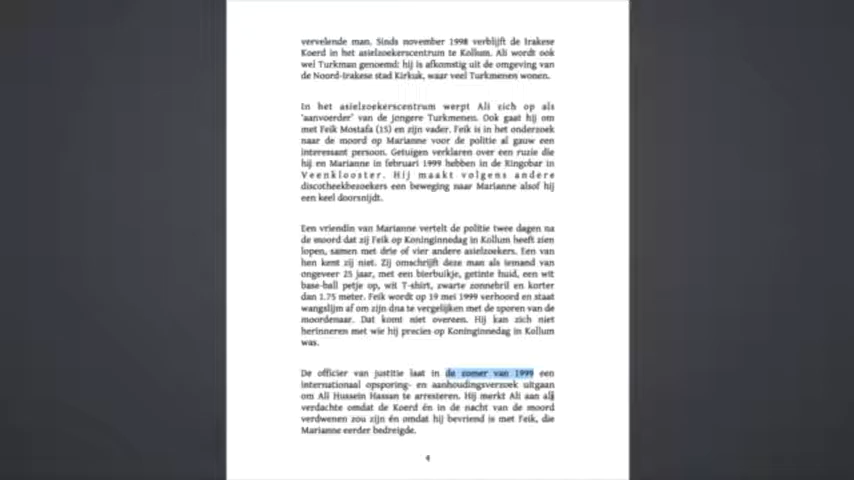 vervelende man. Sinds november 1998 verblijft de Irakese
Koerd in het asielzoekerscentrum te Kollum. Ali wordt ook
wel Turkman genoemd: hij is afkomstig uit de omgeving van
de Noord-Irakese stad Kirkuk, waar veel Turkmenen wonen.
In het asielzoekerscentrum werpt Ali zich op als
'aanvoerder' van de jongere Turkmenen. Ook gaat hij om
met Feik Mostafa (15) en zijn vader. Feik is in het onderzoek
naar de moord op Marianne voor de politie al gauw een
interessant persoon. Getuigen verklaren over een ruzie die
hij en Marianne in februari 1999 hebben in de Ringobar in
Veenklooster. Hij maakt volgens andere
discotheekbezoekers een beweging naar Marianne alsof hij
een keel doorsnijdt.
Een vriendin van Marianne vertelt de politie twee dagen na
de moord dat zij Feik op Koninginnedag in Kollum heeft zien
lopen, samen met drie of vier andere asielzoekers. Een van
hen kent zij niet. Zij omschrijft deze man als iemand van
ongeveer 25 jaar, met een bierbuikje, getinte huid, een wit
base-ball petje op, wit T-shirt, zwarte zonnebril en korter
dan 1.75 meter. Feik wordt op 19 mei 1999 verhoord en staat
wangslijm af om zijn dna te vergelijken met de sporen van de
moordenaar. Dat komt niet overeen. Hij kan zich niet
herinneren met wie hij precies op Koninginnedag in Kollum
was.
De officier van justitie laat in de zomer van 1999 een
internationaal opsporing- en aanhoudingsverzoek uitgaan
om Ali Hussein Hassan te arresteren. Hij merkt Ali aan als
verdachte omdat de Koerd én in de nacht van de moord
verdwenen zou zijn én omdat hij bevriend is met Feik, die
Marianne eerder bedreigde.